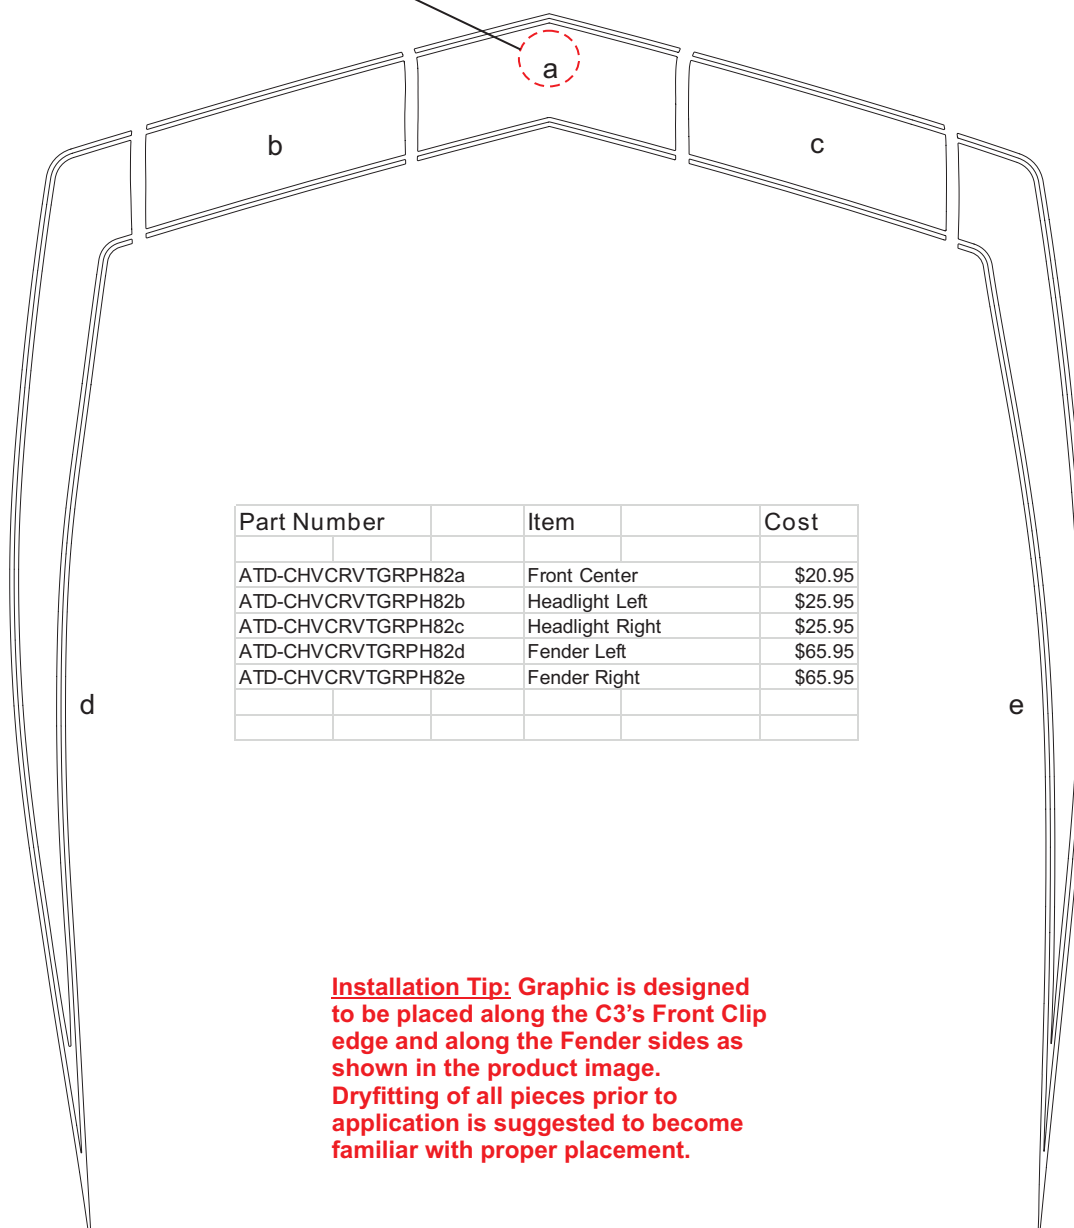 a
b
c
Part Number Item Cost
ATD-CHVCRVTGRPH82a Front Center $20.95
ATD-CHVCRVTGRPH82b Headlight Left $25.95
ATD-CHVCRVTGRPH82c Headlight Right $25.95
ATD-CHVCRVTGRPH82d Fender Left $65.95
ATD-CHVCRVTGRPH82e Fender Right $65.95
d
e
Installation Tip: Graphic is designed
to be placed along the C3's Front Clip
edge and along the Fender sides as
shown in the product image.
Dryfitting of all pieces prior to
application is suggested to become
familiar with proper placement.